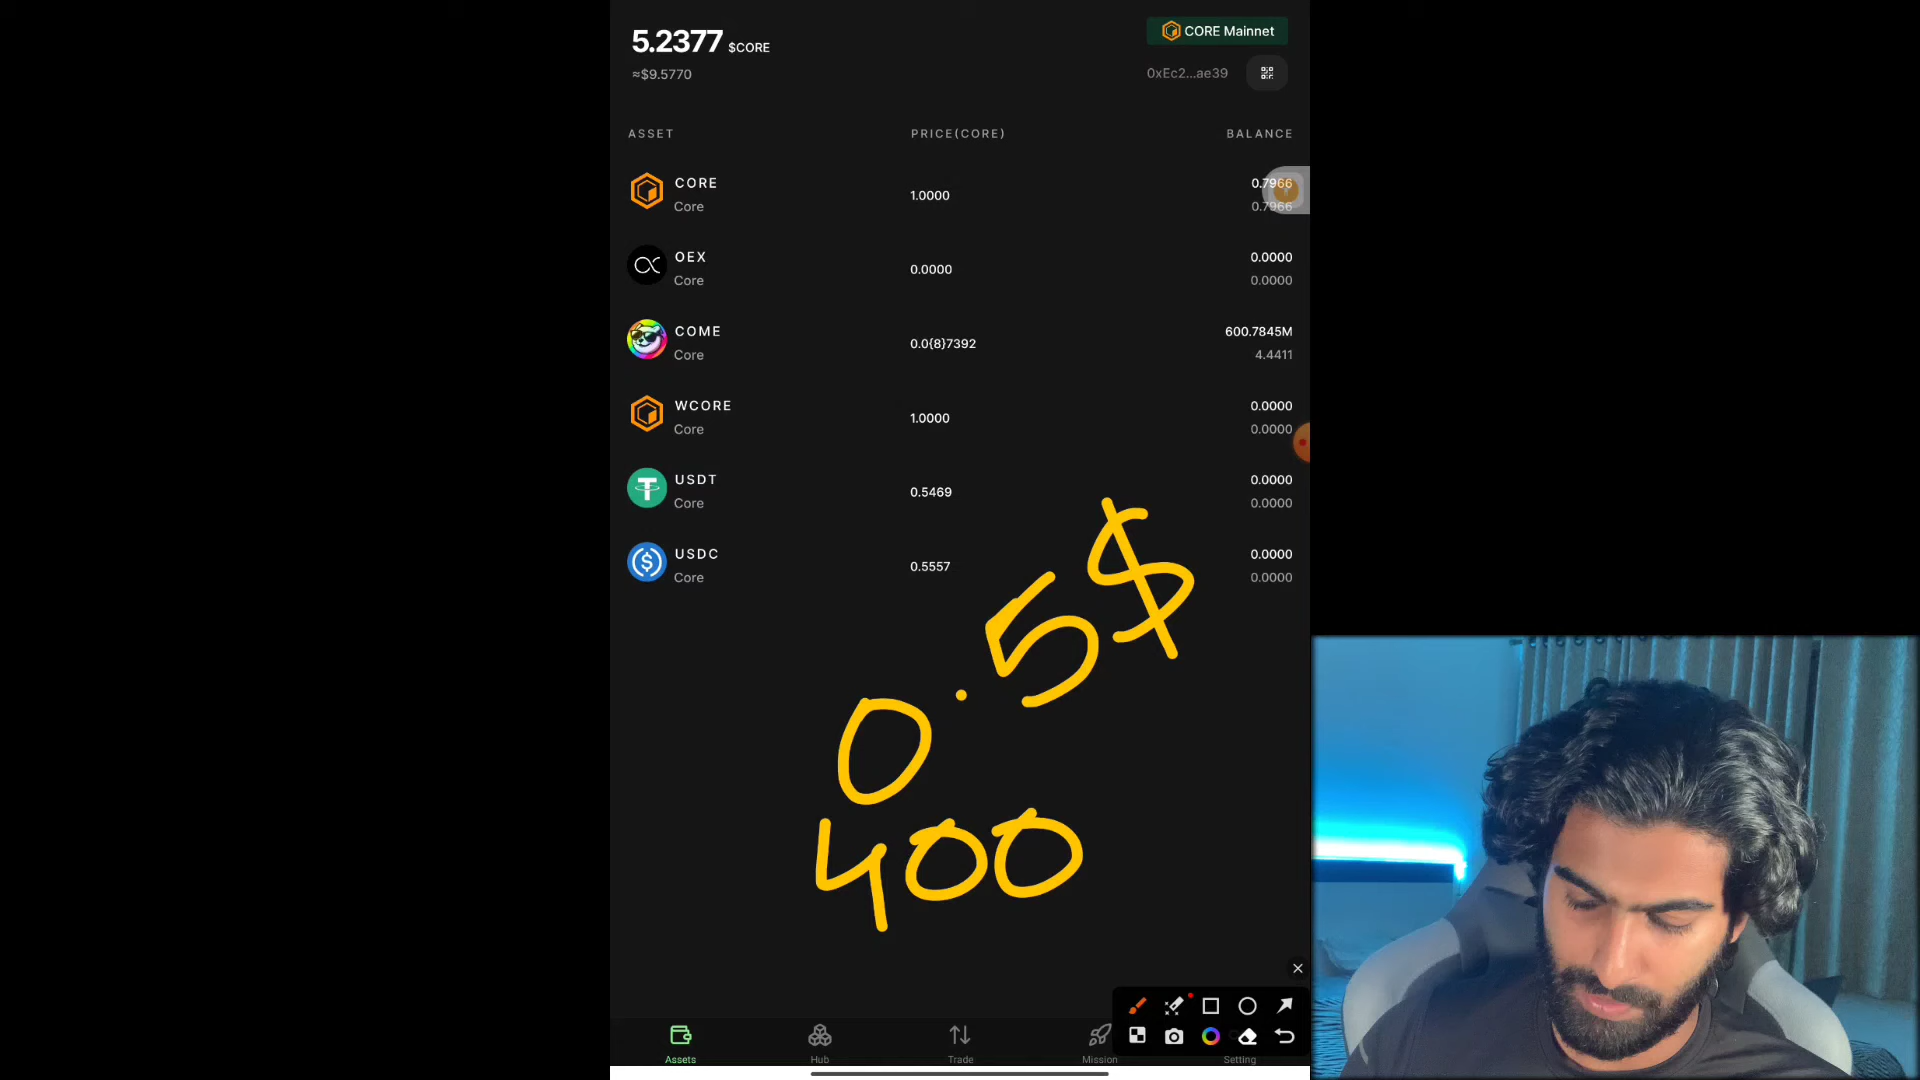 5.2377 $CORE
CORE Mainnet
≈$9.5770
0xEc2...ae39
ASSET PRICE(CORE) BALANCE
CORE 1.0000 0.7966
Core 0.7966
OEX 0.0000 0.0000
Core 0.0000
COME 0.0{8}7392 600.7845M
Core 4.4411
WCORE 1.0000 0.0000
Core 0.0000
USDT 0.5469 0.0000
Core 0.0000
USDC 0.5557 0.0000
Core 0.0000
0.5$
400
Assets Hub Trade Mission Setting